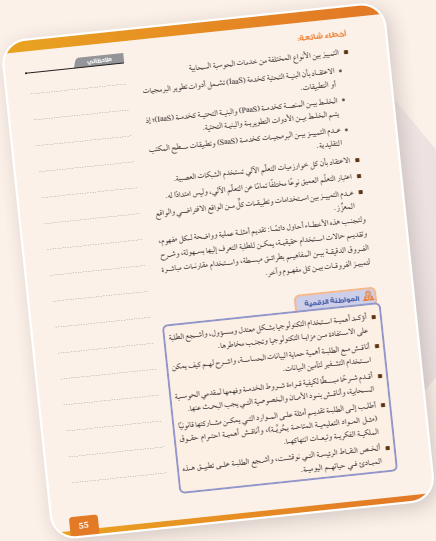 أخطاء شائعة:
ملاحظاتي
■ التمييز بين الأنواع المختلفة من خدمات الحوسبة السحابية
• الاعتقاد بأن البنية التحتية كخدمة (IaaS) تشمل أدوات تطوير البرمجيات
أو التطبيقات.
• الخلط بين المنصة كخدمة (PaaS) والبنية التحتية كخدمة (IaaS)؛ إذ
يتم الخلط بين الأدوات التطويرية والبنية التحتية.
• عدم التمييز بين البرمجيات كخدمة (SaaS) وتطبيقات سطح المكتب
التقليدية.
■ الاعتقاد بأن كل خوارزميات التعلم الآلي تستخدم الشبكات العصبية.
■ اعتبار التعلم العميق نوعًا مختلفًا تمامًا عن التعلم الآلي، وليس امتدادًا له.
■ عدم التمييز بين استخدامات وتطبيقات كل من الواقع الافتراضي والواقع
المعزز.
ولتجنب هذه الأخطاء أحاول دائمًا: تقديم أمثلة عملية وواضحة لكل مفهوم،
وتقديم حالات استخدام حقيقية، يمكن للطلبة التعرف إليها بسهولة، وشرح
الفروق الدقيقة بين المفاهيم بطرائق مبسطة، واستخدام مقارنات مباشرة
لتمييز الفروقات بين كل مفهوم وآخر.
المواطنة الرقمية
■ أؤكد أهمية استخدام التكنولوجيا بشكل معتدل ومسؤول، وأشجع الطلبة
على الاستفادة من مزايا التكنولوجيا وتجنب مخاطرها.
■ أناقش مع الطلبة أهمية حماية البيانات الحساسة، وأشرح لهم كيف يمكن
استخدام التشفير لتأمين البيانات.
■ أقدم شرحًا مبسطًا لكيفية قراءة شروط الخدمة وفهمها لمقدمي الحوسبة
السحابية، وأناقش بنود الأمان والخصوصية التي يجب البحث عنها.
■ أطلب إلى الطلبة تقديم أمثلة على الموارد التي يمكن مشاركتها قانونيًا
(مثل المواد التعليمية المتاحة بحُرّيّة)، وأناقش أهمية احترام حقوق
الملكية الفكرية وتبعات انتهاكها.
■ ألخص النقاط الرئيسة التي نوقشت، وأشجع الطلبة على تطبيق هذه
المبادئ في حياتهم اليومية.
55